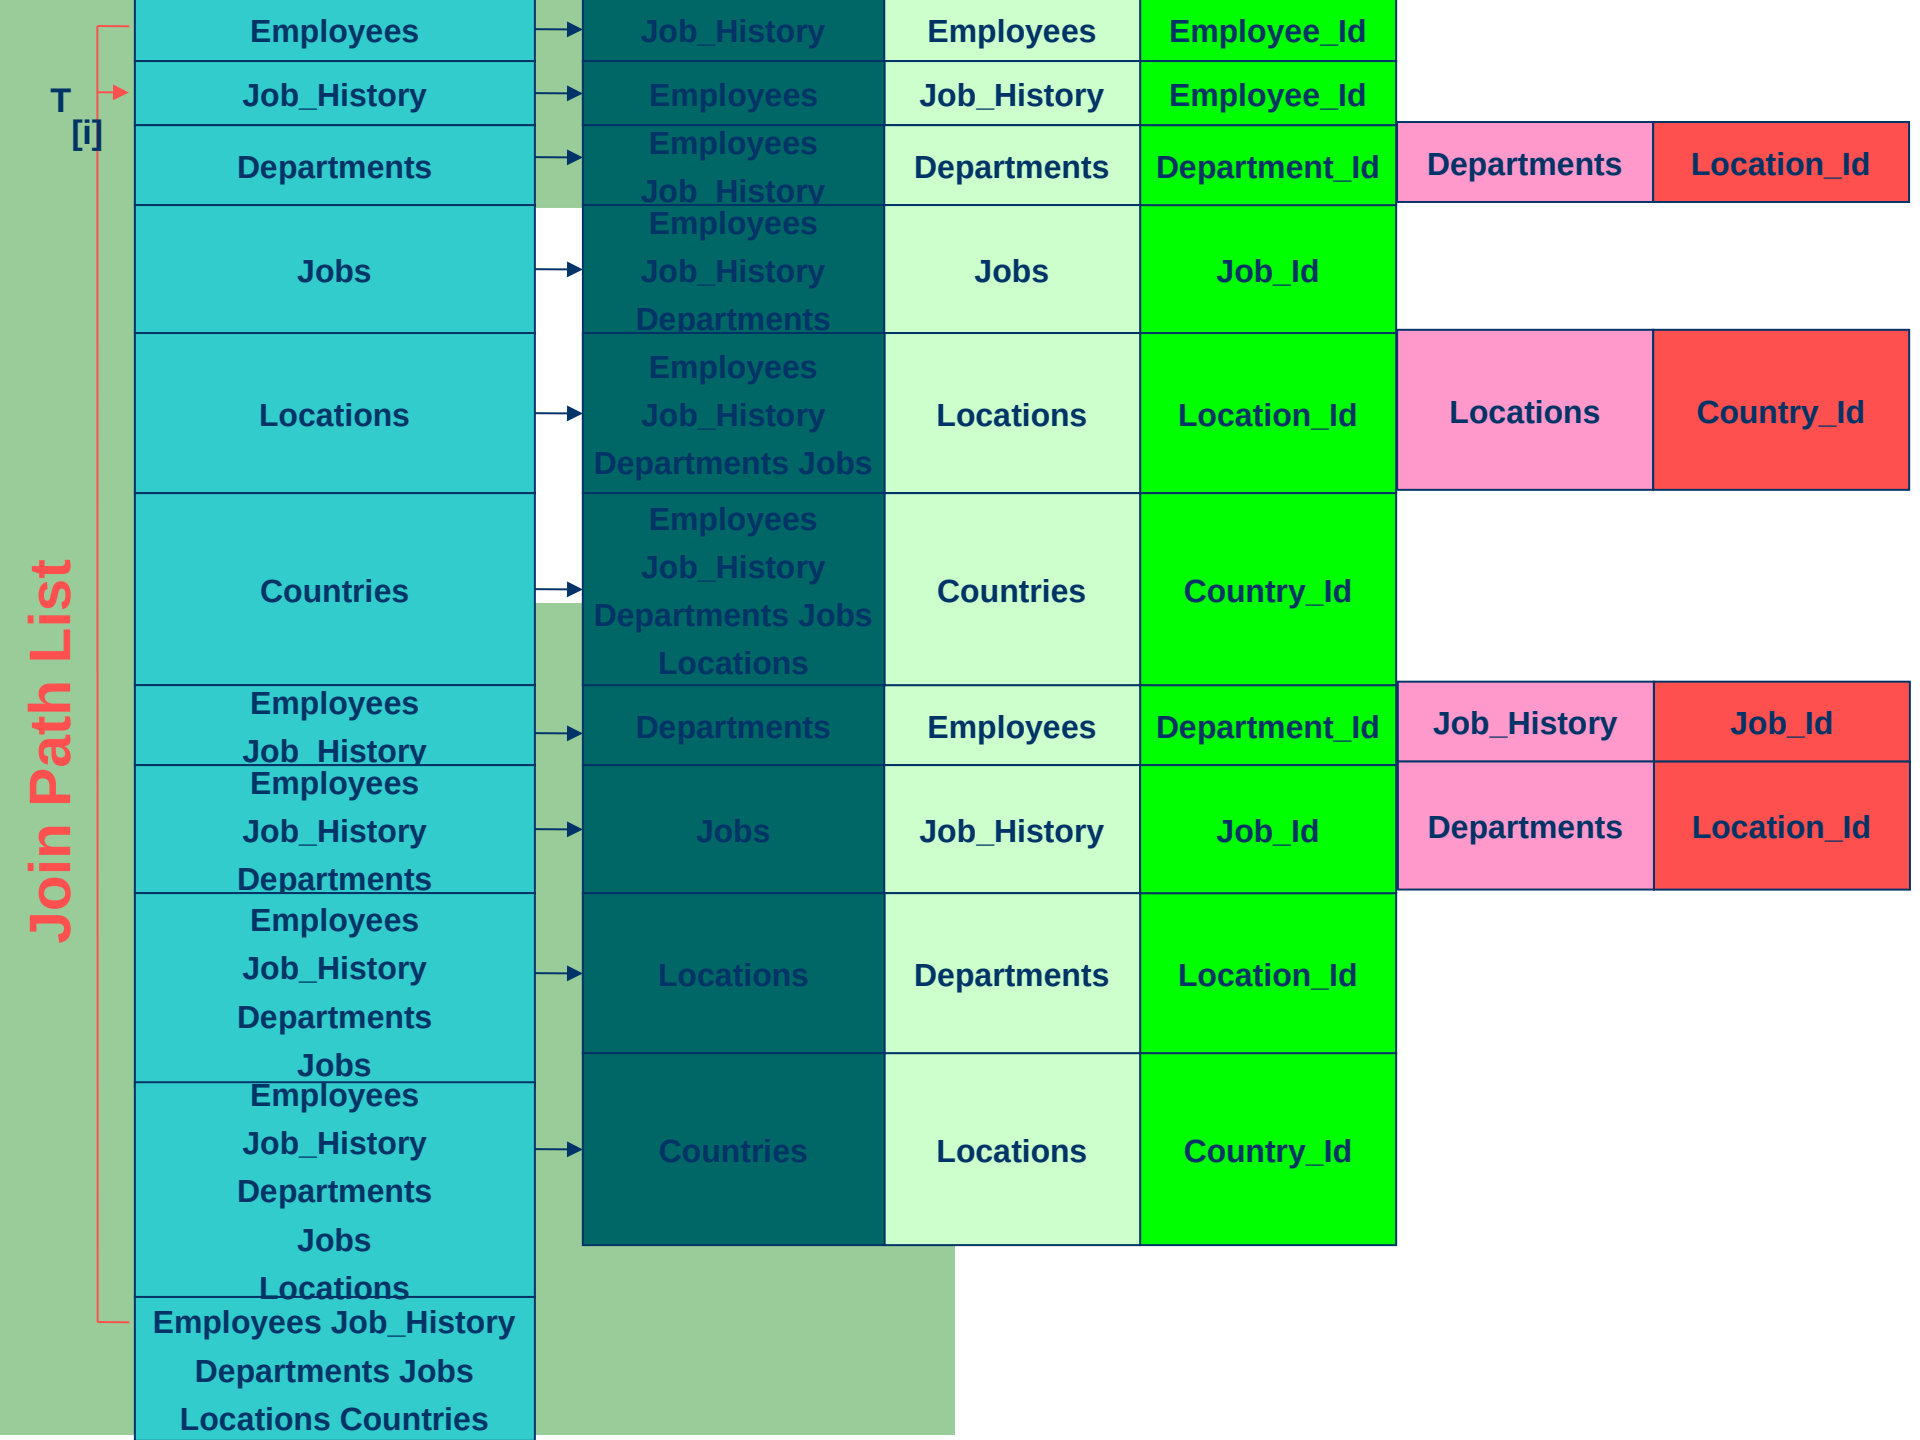 Join Path List
T
[i]
Employees
Job_History
Employees
Employee_Id
Job_History
Employees
Job_History
Employee_Id
Departments
Employees
Job_History
Departments
Department_Id
Departments
Location_Id
Jobs
Employees
Job_History
Departments
Jobs
Job_Id
Locations
Employees
Job_History
Departments Jobs
Locations
Location_Id
Locations
Country_Id
Countries
Employees
Job_History
Departments Jobs
Locations
Countries
Country_Id
Employees
Job_History
Departments
Employees
Department_Id
Job_History
Job_Id
Employees
Job_History
Departments
Jobs
Job_History
Job_Id
Departments
Location_Id
Employees
Job_History
Departments
Jobs
Locations
Departments
Location_Id
Employees
Job_History
Departments
Jobs
Locations
Countries
Locations
Country_Id
Employees Job_History
Departments Jobs
Locations Countries